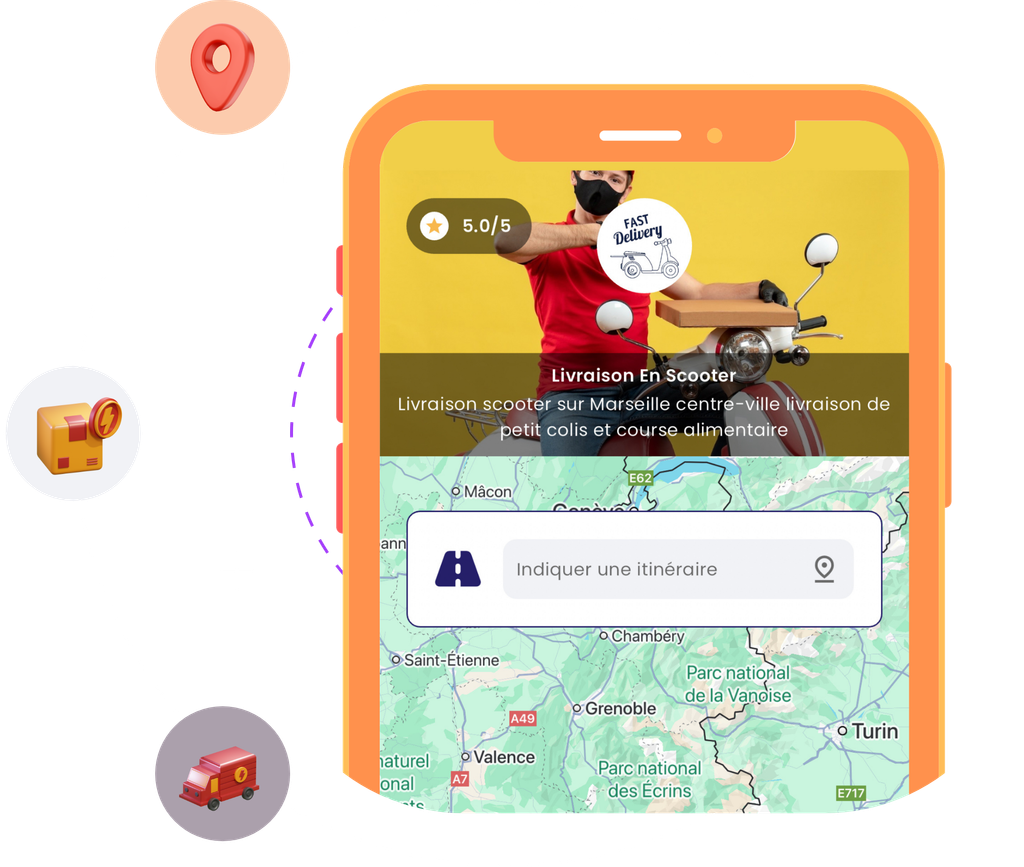 5.0/5
FAST
Delivery
Livraison En Scooter
Livraison scooter sur Marseille centre-ville livraison de
petit colis et course alimentaire
E62
Mâcon
Genève
ann
Indiquer une itinéraire
Chambéry
Saint-Étienne
Parc national
de la Vanoise
Grenoble
A49
Turin
Valence
naturel
Parc national
onal
A7
des Écrins
E717